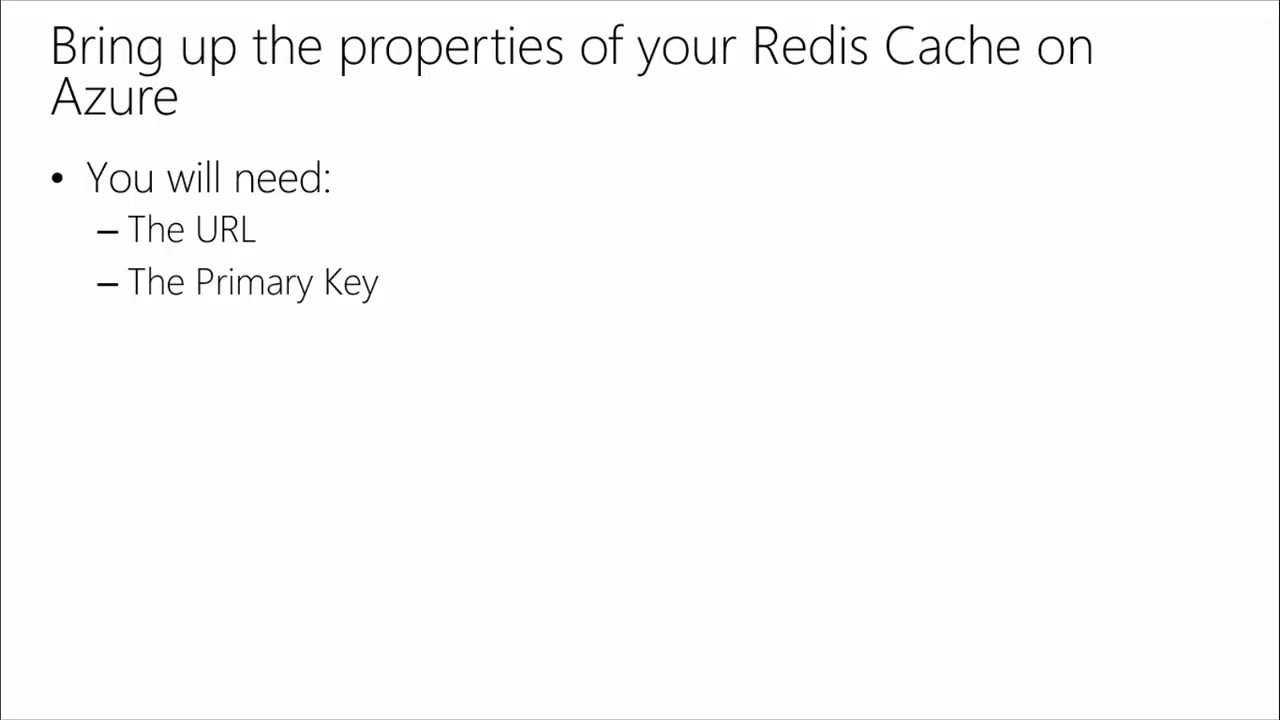 Bring up the properties of your Redis Cache on
Azure
• You will need:
– The URL
– The Primary Key